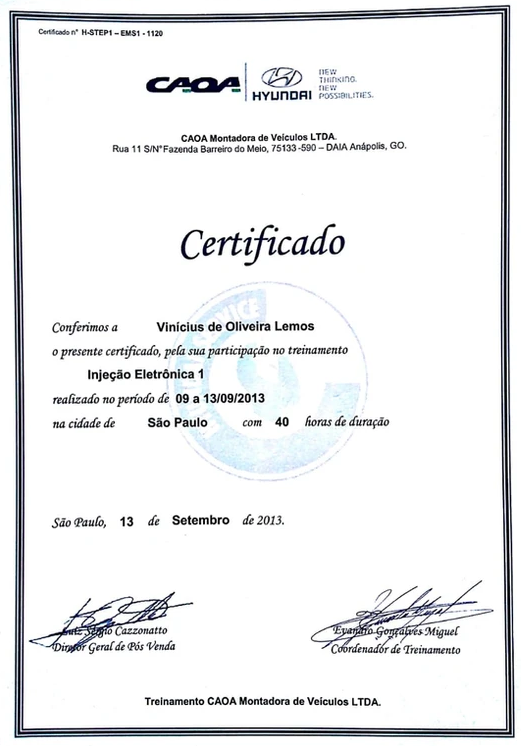 Certificado n° H-STEP1 – EMS1 - 1120
CAOA
HYUNDAI
NEW
THINKING.
NEW
POSSIBILITIES.
CAOA Montadora de Veículos LTDA.
Rua 11 S/N°Fazenda Barreiro do Meio, 75133 -590 – DAIA Anápolis, GO.
Certificado
Conferimos a Vinícius de Oliveira Lemos
o presente certificado, pela sua participação no treinamento
Injeção Eletrônica 1
realizado no período de 09 a 13/09/2013
na cidade de São Paulo com 40 horas de duração
São Paulo, 13 de Setembro de 2013.
Luiz Sérgio Cazzonatto
Diretor Geral de Pós Venda
Evandro Gonçalves Miguel
Coordenador de Treinamento
Treinamento CAOA Montadora de Veículos LTDA.